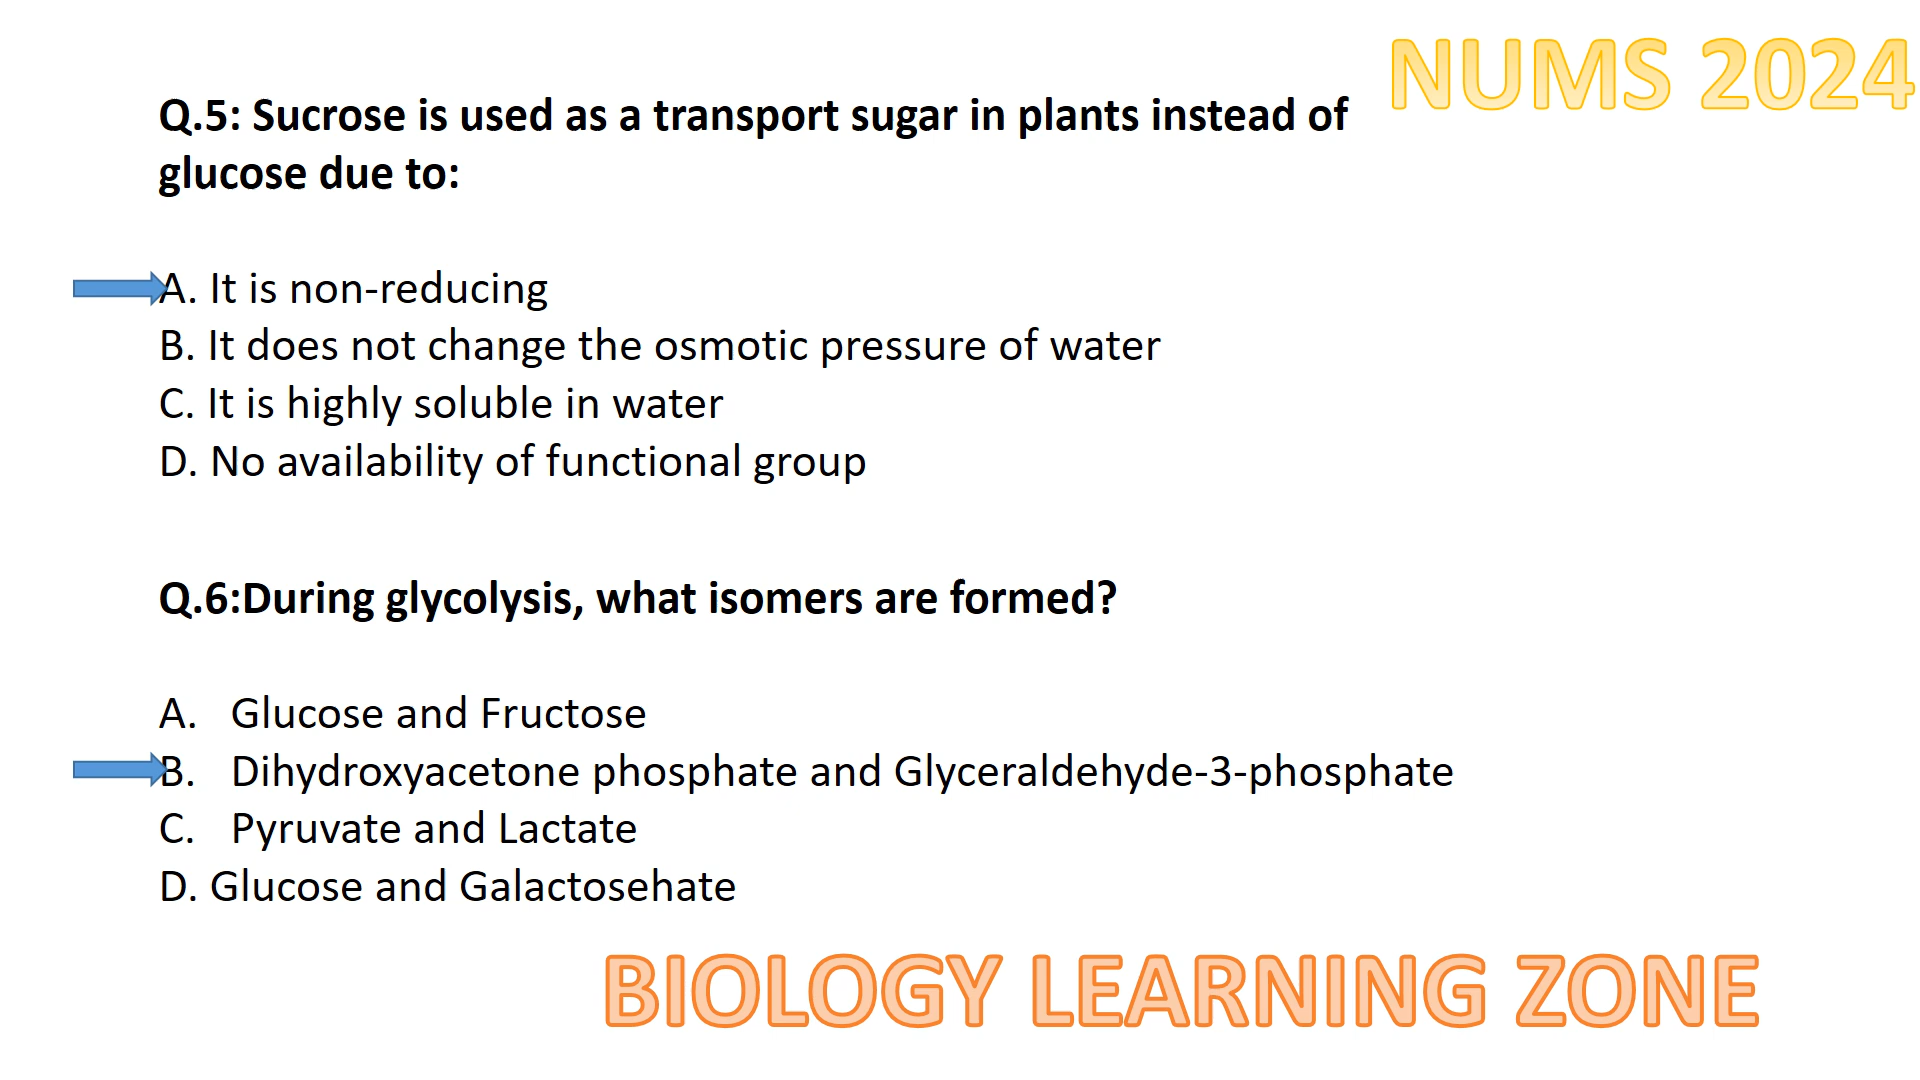 NUMS 2024
Q.5: Sucrose is used as a transport sugar in plants instead of
glucose due to:
A. It is non-reducing
B. It does not change the osmotic pressure of water
C. It is highly soluble in water
D. No availability of functional group
Q.6:During glycolysis, what isomers are formed?
A. Glucose and Fructose
B. Dihydroxyacetone phosphate and Glyceraldehyde-3-phosphate
C. Pyruvate and Lactate
D. Glucose and Galactosehate
BIOLOGY LEARNING ZONE